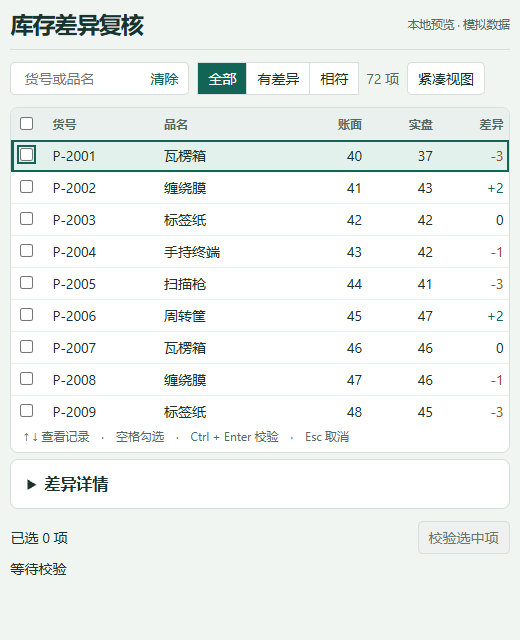 库存差异复核 本地预览 · 模拟数据
货号或品名 清除 全部 有差异 相符 72 项 紧凑视图
货号 品名 账面 实盘 差异
P-2001 瓦楞箱 40 37 -3
P-2002 缠绕膜 41 43 +2
P-2003 标签纸 42 42 0
P-2004 手持终端 43 42 -1
P-2005 扫描枪 44 41 -3
P-2006 周转筐 45 47 +2
P-2007 瓦楞箱 46 46 0
P-2008 缠绕膜 47 46 -1
P-2009 标签纸 48 45 -3
↑↓ 查看记录 · 空格勾选 · Ctrl + Enter 校验 · Esc 取消
▶ 差异详情
已选 0 项 校验选中项
等待校验